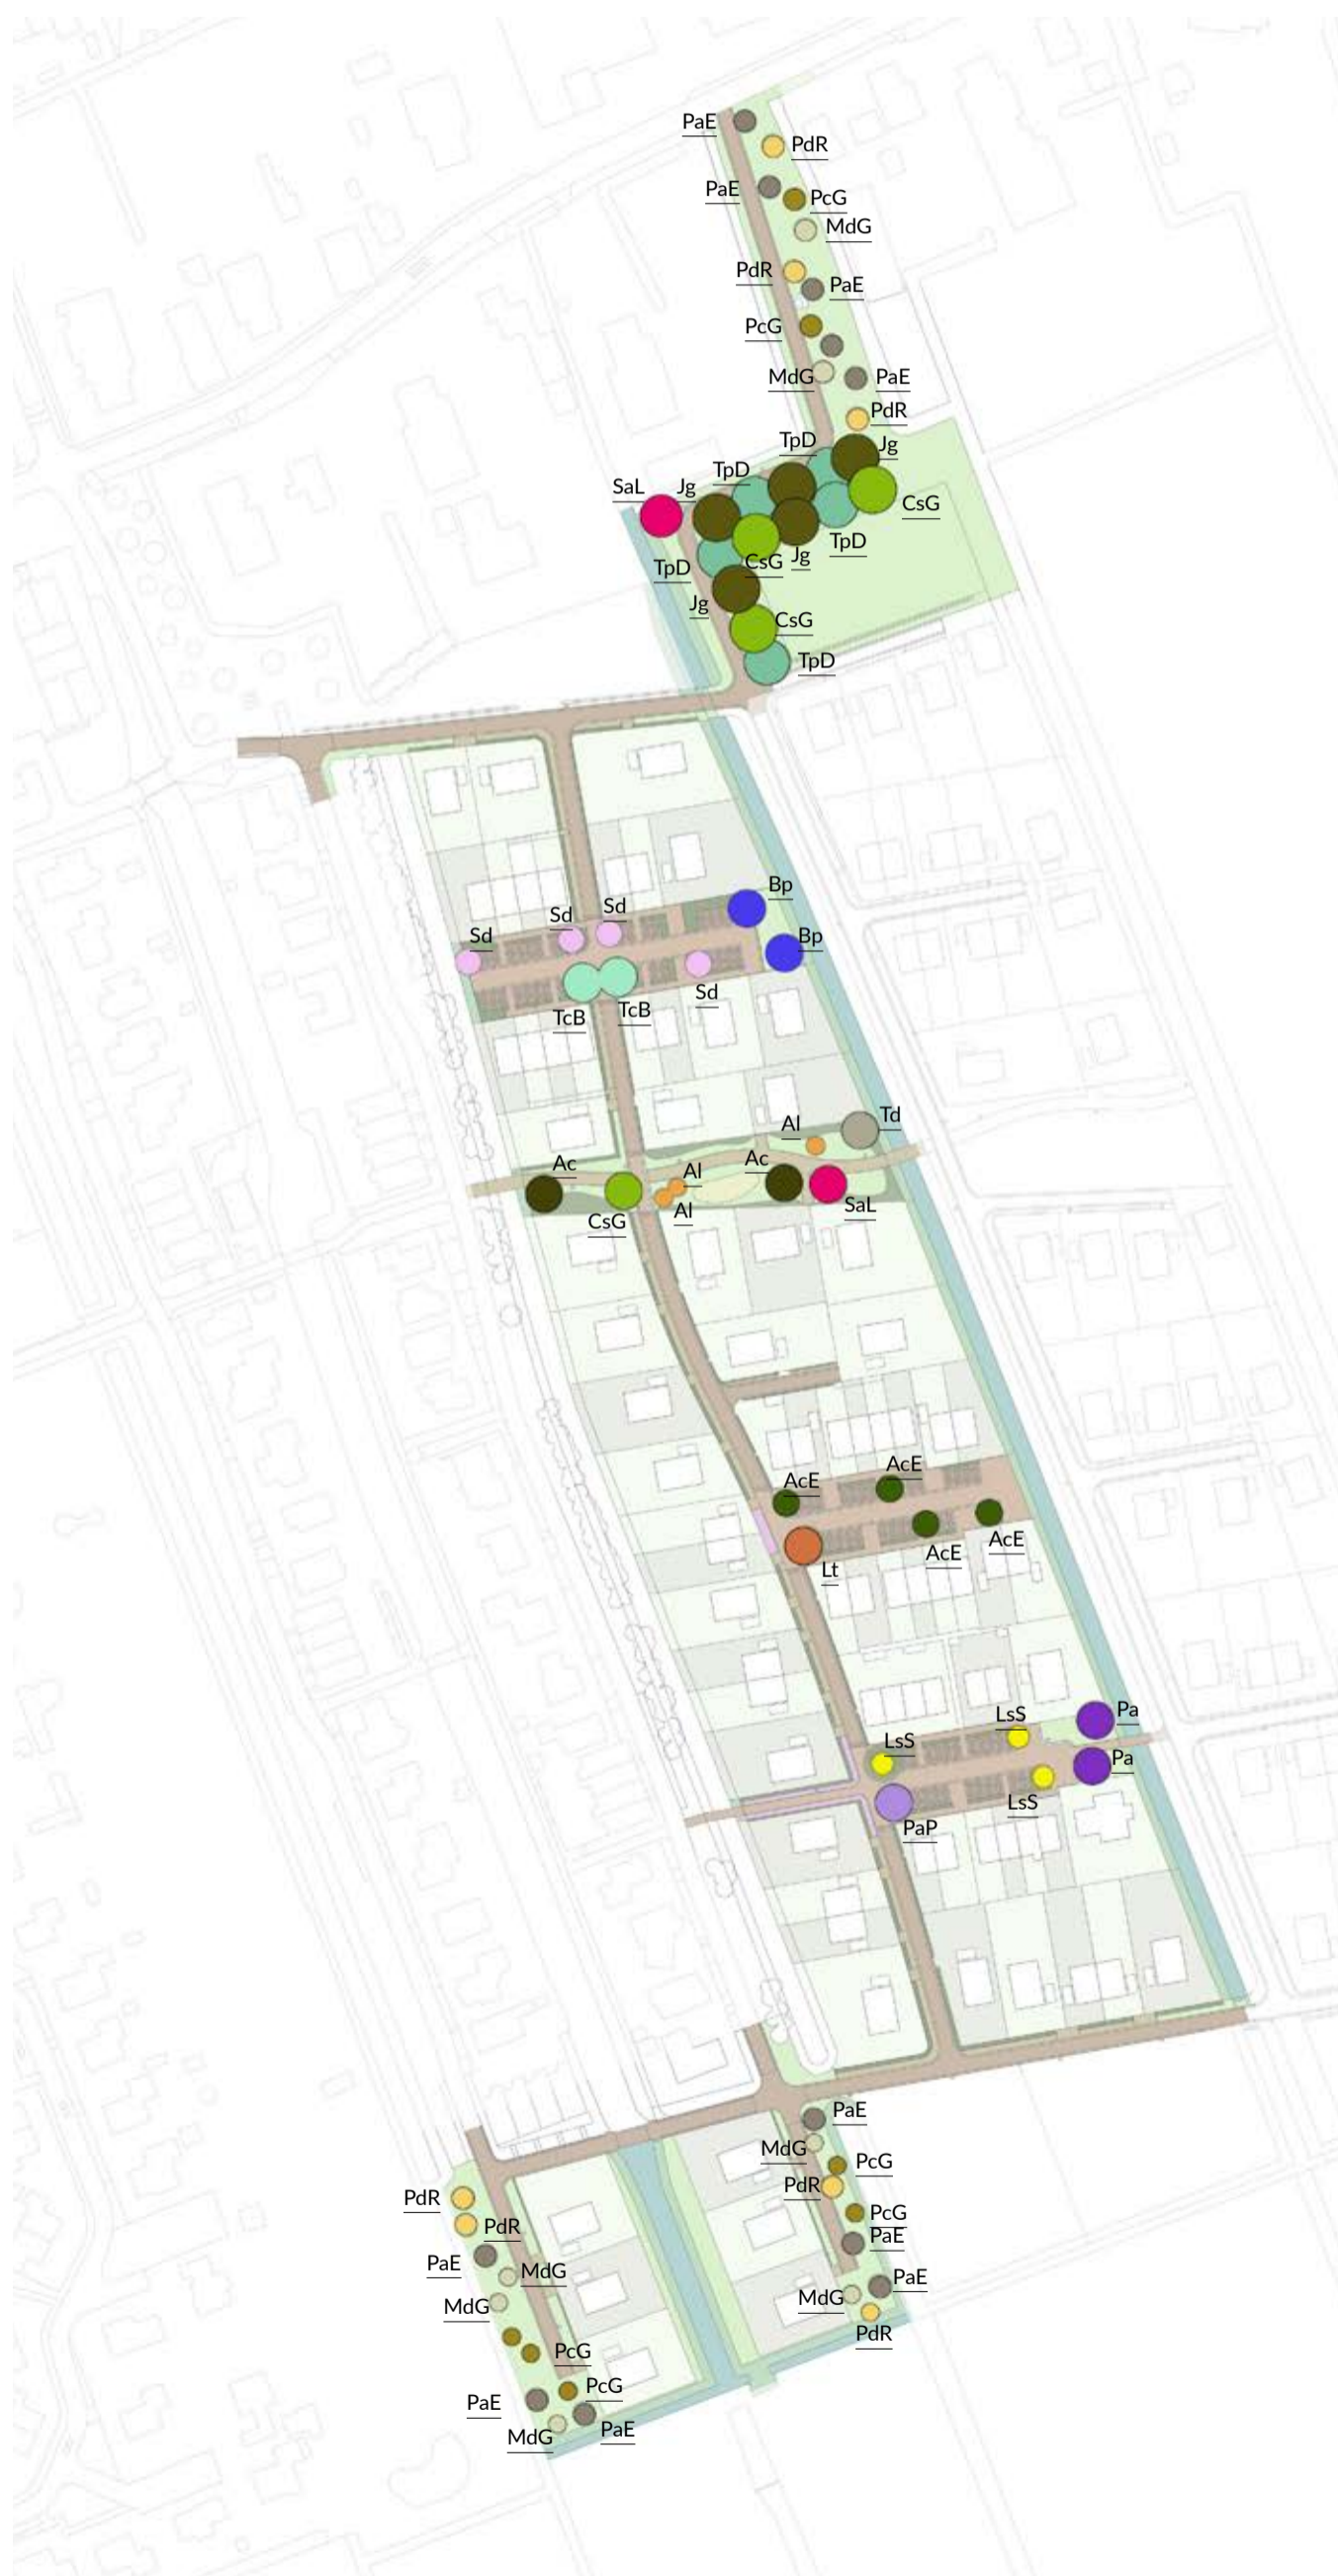 PaE
PdR
PaE
PcG
MdG
PdR
PaE
PcG
MdG
PaE
PdR
TpD
Jg
TpD
SaL
Jg
CsG
TpD
Jg
CsG
TpD
Jg
CsG
TpD
Bp
Sd
Sd
Sd
Bp
Sd
TcB
TcB
Td
Al
Ac
Ac
Al
SaL
Al
CsG
AcE
AcE
AcE
AcE
Lt
Pa
LsS
LsS
Pa
LsS
PaP
PaE
MdG
PcG
PdR
PdR
PcG
PdR
PaE
PaE
MdG
PaE
MdG
MdG
PdR
PcG
PcG
PaE
PaE
MdG